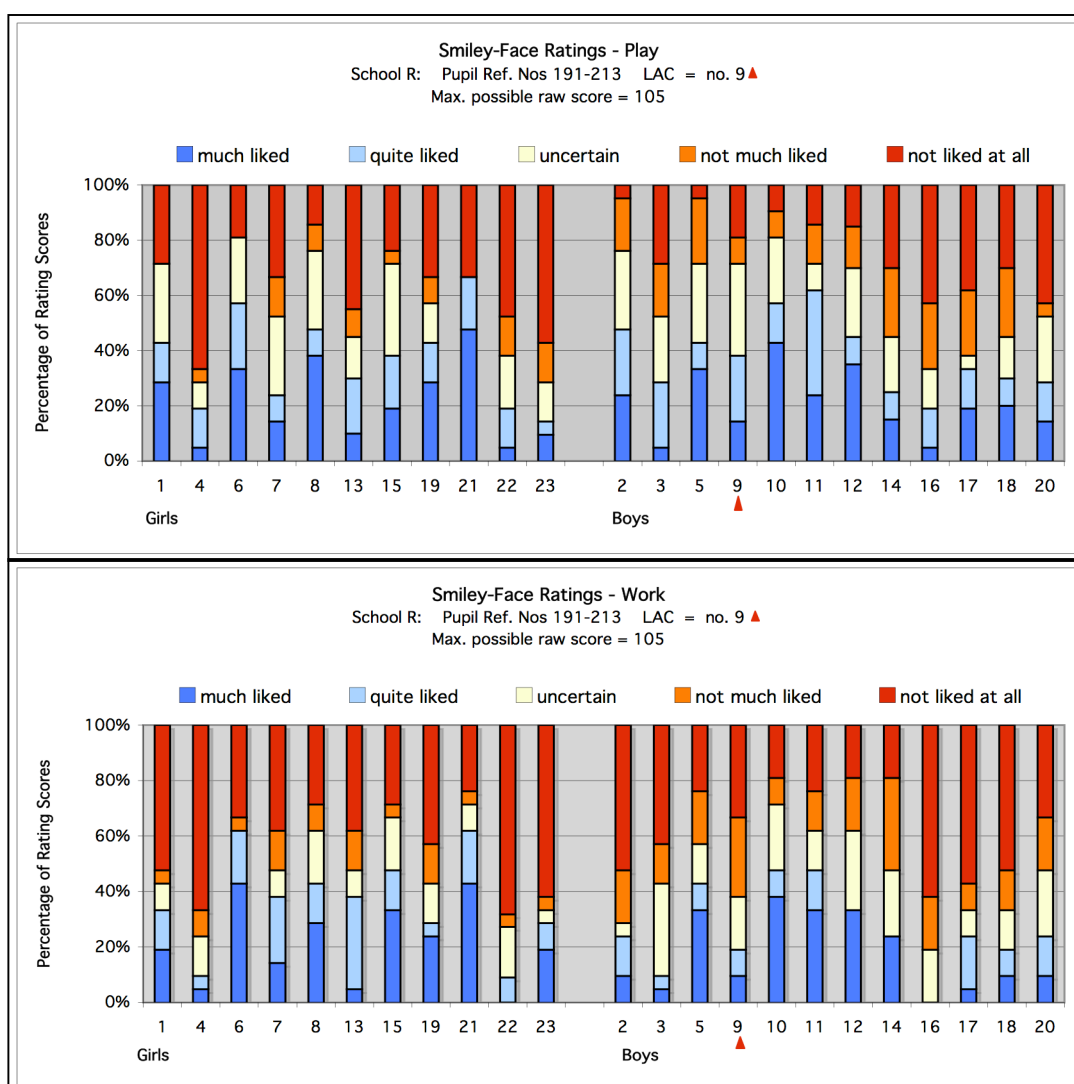 Smiley-Face Ratings - Play
School R: Pupil Ref. Nos 191-213 LAC = no. 9
Max. possible raw score = 105
much liked quite liked uncertain not much liked not liked at all
Percentage of Rating Scores
100%
80%
60%
40%
20%
0%
1 4 6 7 8 13 15 19 21 22 23 2 3 5 9 10 11 12 14 16 17 18 20
Girls Boys
Smiley-Face Ratings - Work
School R: Pupil Ref. Nos 191-213 LAC = no. 9
Max. possible raw score = 105
much liked quite liked uncertain not much liked not liked at all
Percentage of Rating Scores
100%
80%
60%
40%
20%
0%
1 4 6 7 8 13 15 19 21 22 23 2 3 5 9 10 11 12 14 16 17 18 20
Girls Boys